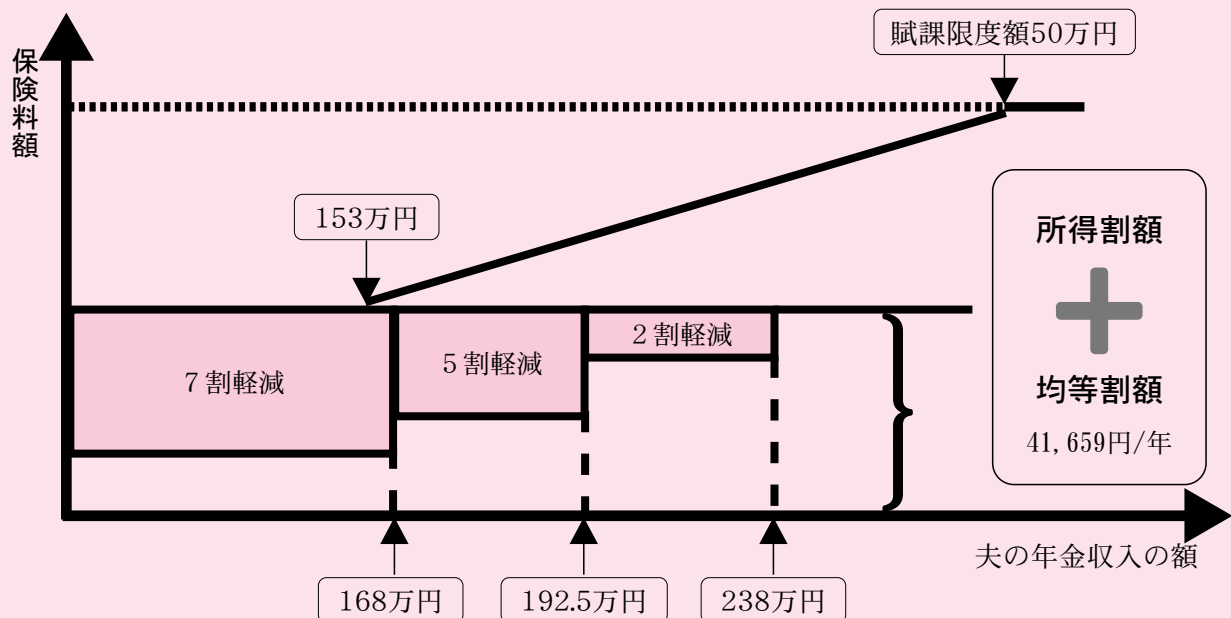 保険料額
賦課限度額50万円
153万円
所得割額
均等割額
41,659円/年
7割軽減
5割軽減
2割軽減
夫の年金収入の額
168万円
192.5万円
238万円